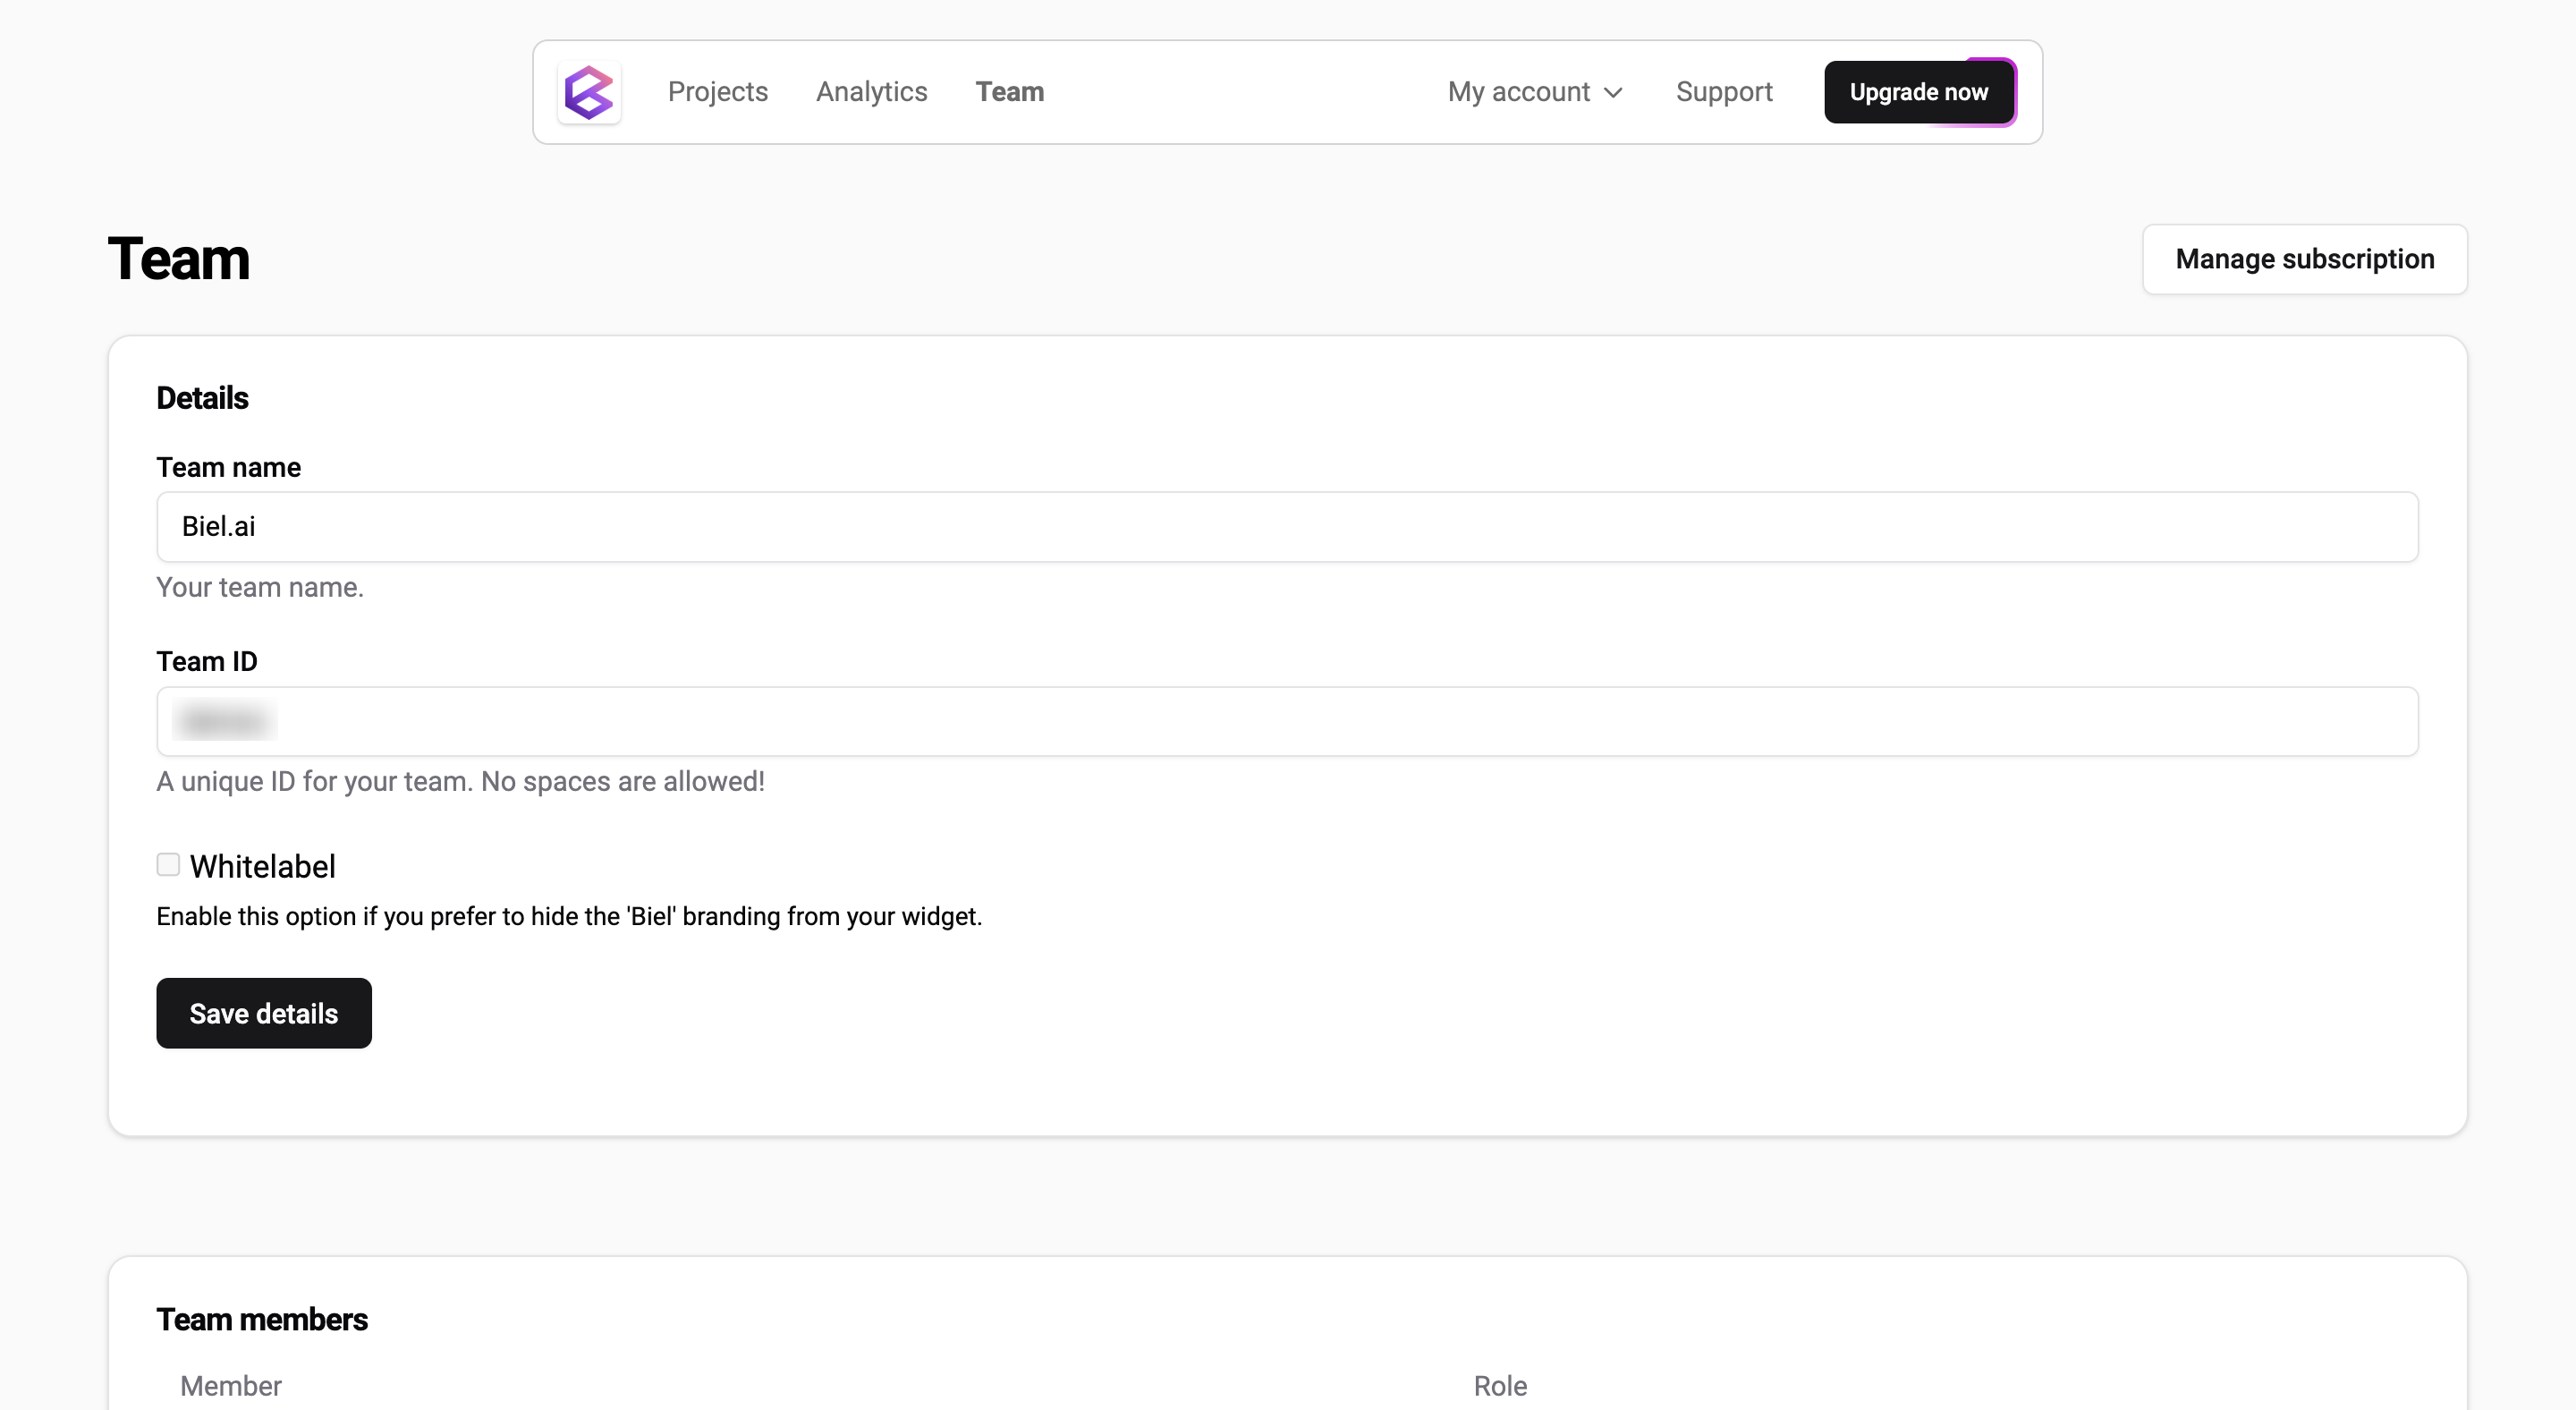 Projects Analytics Team My account Support Upgrade now
Team Manage subscription
Details
Team name
Biel.ai
Your team name.
Team ID
A unique ID for your team. No spaces are allowed!
Whitelabel
Enable this option if you prefer to hide the 'Biel' branding from your widget.
Save details
Team members
Member Role